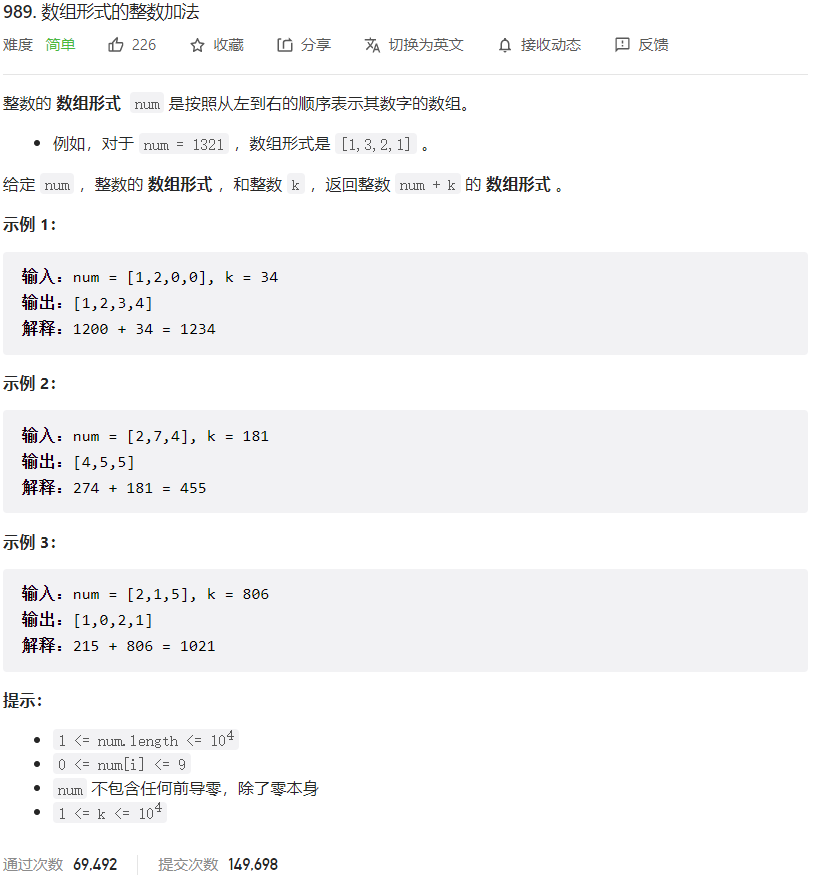 989. 数组形式的整数加法
难度 简单 226 收藏 分享 切换为英文 接收动态 反馈
整数的 数组形式 num 是按照从左到右的顺序表示其数字的数组。
• 例如，对于 num = 1321 ，数组形式是 [1,3,2,1] 。
给定 num ，整数的 数组形式 ，和整数 k ，返回整数 num + k 的 数组形式 。
示例 1：
输入：num = [1,2,0,0], k = 34
输出：[1,2,3,4]
解释：1200 + 34 = 1234
示例 2：
输入：num = [2,7,4], k = 181
输出：[4,5,5]
解释：274 + 181 = 455
示例 3：
输入：num = [2,1,5], k = 806
输出：[1,0,2,1]
解释：215 + 806 = 1021
提示：
• 1 <= num.length <= 10⁴
• 0 <= num[i] <= 9
• num 不包含任何前导零，除了零本身
• 1 <= k <= 10⁴
通过次数 69,492 提交次数 149,698